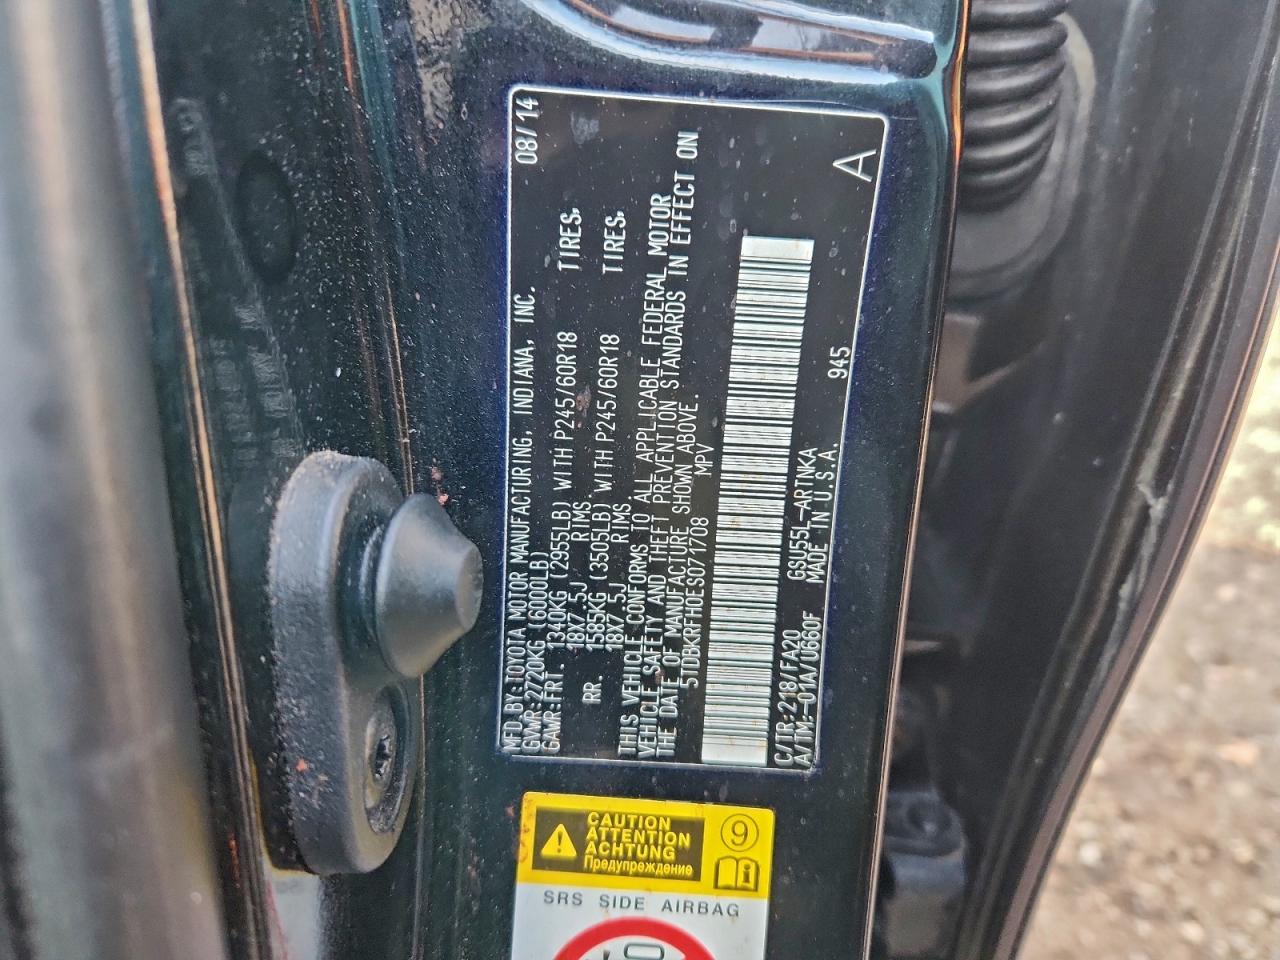 MFD.BY:TOYOTA MOTOR MANUFACTURING, INDIANA, INC. 08/14
GVWR:2720KG (6000LB)
GAWR:FRT. 1340KG (2955LB) WITH P245/60R18 TIRES,
18X7.5J RIMS.
RR. 1585KG (3505LB) WITH P245/60R18 TIRES,
18X7.5J RIMS.
THIS VEHICLE CONFORMS TO ALL APPLICABLE FEDERAL MOTOR
VEHICLE SAFETY AND THEFT PREVENTION STANDARDS IN EFFECT ON
THE DATE OF MANUFACTURE SHOWN ABOVE.
5TDBKRFH0ES071708 MPV
C/TR:218/FA20 GSU55L-ARTNKA 945 A
A/TM:-01A/U660F MADE IN U.S.A.
CAUTION
ATTENTION
ACHTUNG
Предупреждение
9
SRS SIDE AIRBAG